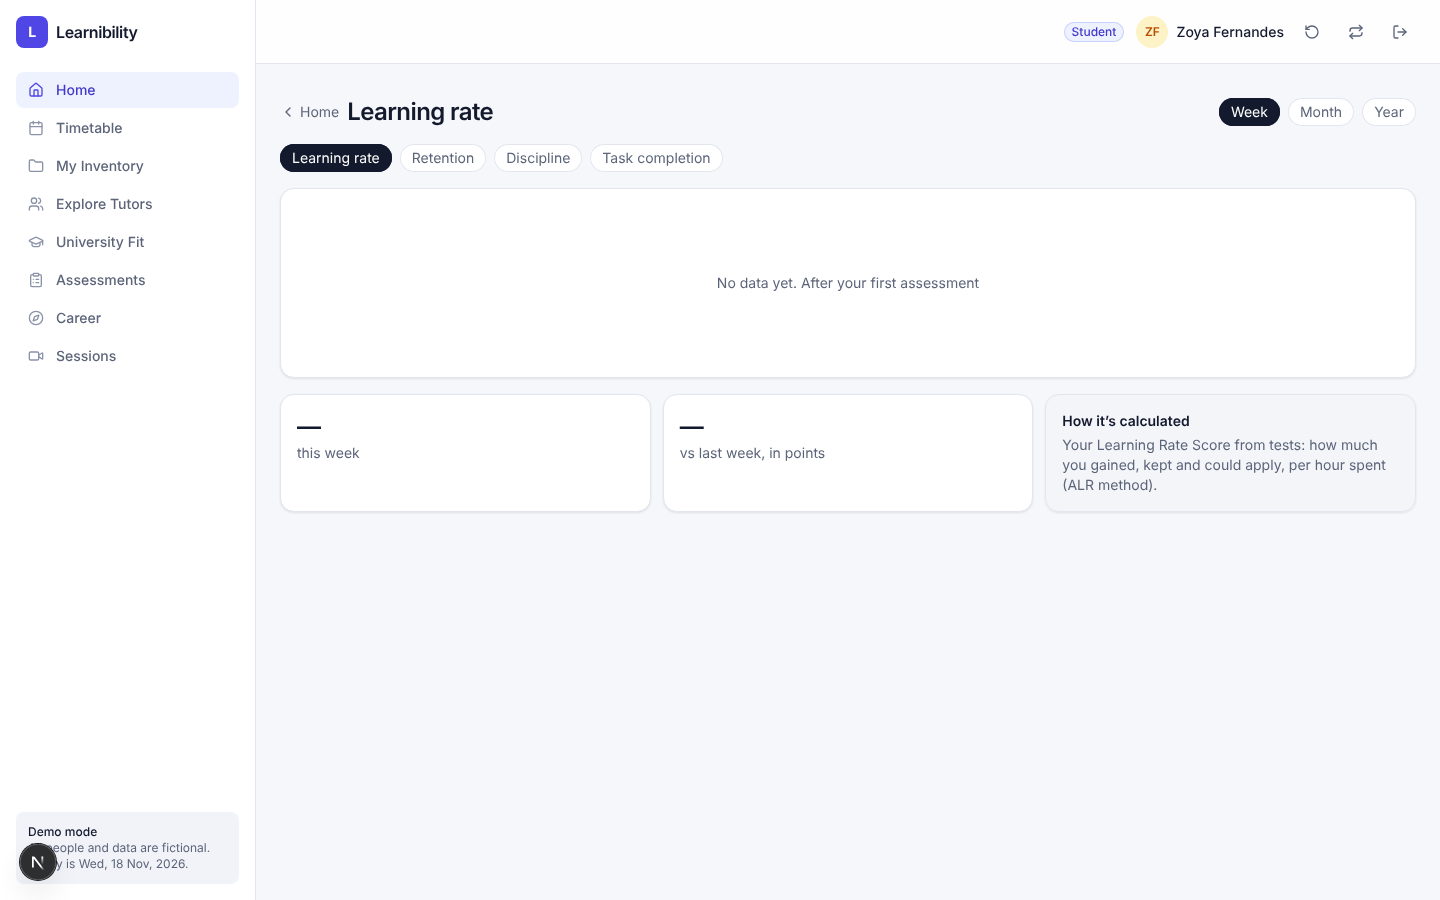 L Learnibility
Student ZF Zoya Fernandes
Home
Timetable
My Inventory
Explore Tutors
University Fit
Assessments
Career
Sessions
Home Learning rate
Week Month Year
Learning rate Retention Discipline Task completion
No data yet. After your first assessment
—
this week
—
vs last week, in points
How it’s calculated
Your Learning Rate Score from tests: how much
you gained, kept and could apply, per hour spent
(ALR method).
Demo mode
people and data are fictional.
is Wed, 18 Nov, 2026.
N